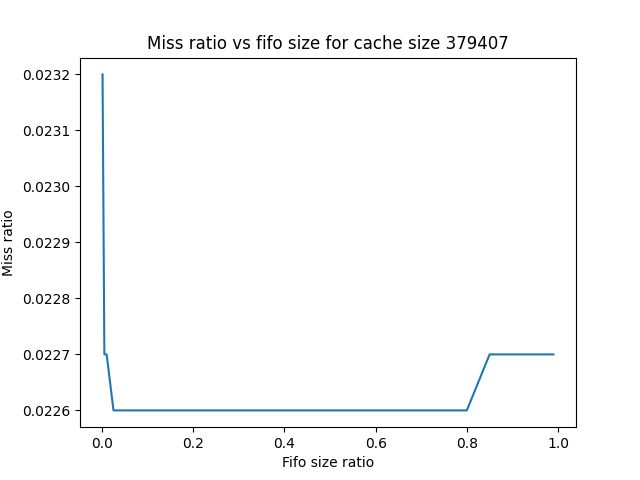 Miss ratio vs fifo size for cache size 379407
Miss ratio
0.0232
0.0231
0.0230
0.0229
0.0228
0.0227
0.0226
0.0 0.2 0.4 0.6 0.8 1.0
Fifo size ratio